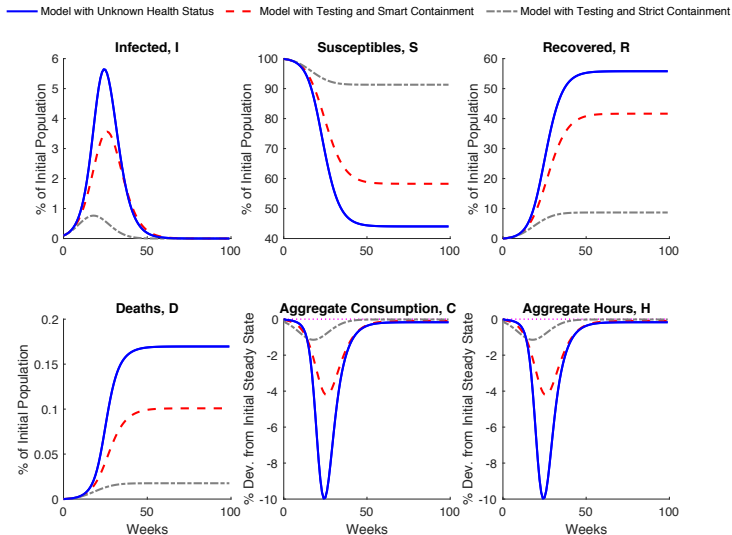 Model with Unknown Health Status Model with Testing and Smart Containment Model with Testing and Strict Containment
Infected, I
% of Initial Population
6
5
4
3
2
1
0
0 50 100
Susceptibles, S
% of Initial Population
100
90
80
70
60
50
40
0 50 100
Recovered, R
% of Initial Population
60
50
40
30
20
10
0
0 50 100
Deaths, D
% of Initial Population
0.2
0.15
0.1
0.05
0
0 50 100
Weeks
Aggregate Consumption, C
% Dev. from Initial Steady State
0
-2
-4
-6
-8
-10
0 50 100
Weeks
Aggregate Hours, H
% Dev. from Initial Steady State
0
-2
-4
-6
-8
-10
0 50 100
Weeks